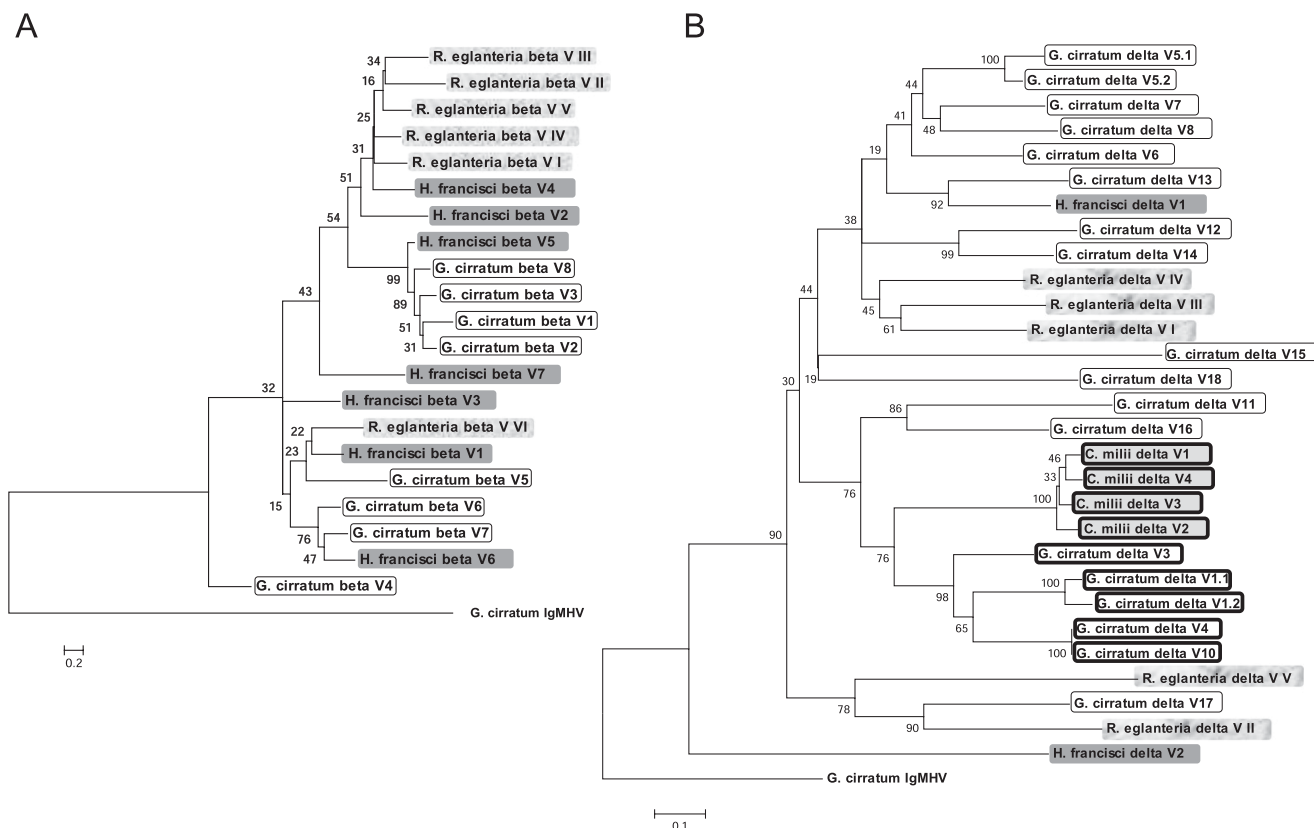 A
34
R. eglanteria beta V III
16
R. eglanteria beta V II
R. eglanteria beta V V
25
R. eglanteria beta V IV
31
R. eglanteria beta V I
51
H. francisci beta V4
54
H. francisci beta V2
H. francisci beta V5
99
G. cirratum beta V8
43
G. cirratum beta V3
89
G. cirratum beta V1
51
31
G. cirratum beta V2
H. francisci beta V7
32
H. francisci beta V3
22
R. eglanteria beta V VI
23
H. francisci beta V1
G. cirratum beta V5
15
G. cirratum beta V6
76
G. cirratum beta V7
47
H. francisci beta V6
G. cirratum beta V4
G. cirratum IgMHV
0.2
B
100
G. cirratum delta V5.1
G. cirratum delta V5.2
44
G. cirratum delta V7
41
48
G. cirratum delta V8
19
G. cirratum delta V6
G. cirratum delta V13
92
H. francisci delta V1
38
G. cirratum delta V12
99
G. cirratum delta V14
R. eglanteria delta V IV
44
45
R. eglanteria delta V III
61
R. eglanteria delta V I
G. cirratum delta V15
30
19
G. cirratum delta V18
86
G. cirratum delta V11
G. cirratum delta V16
46
C. milii delta V1
33
C. milii delta V4
76
100
C. milii delta V3
C. milii delta V2
90
76
G. cirratum delta V3
100
G. cirratum delta V1.1
98
G. cirratum delta V1.2
65
G. cirratum delta V4
100
G. cirratum delta V10
R. eglanteria delta V V
78
G. cirratum delta V17
90
R. eglanteria delta V II
H. francisci delta V2
G. cirratum IgMHV
0.1